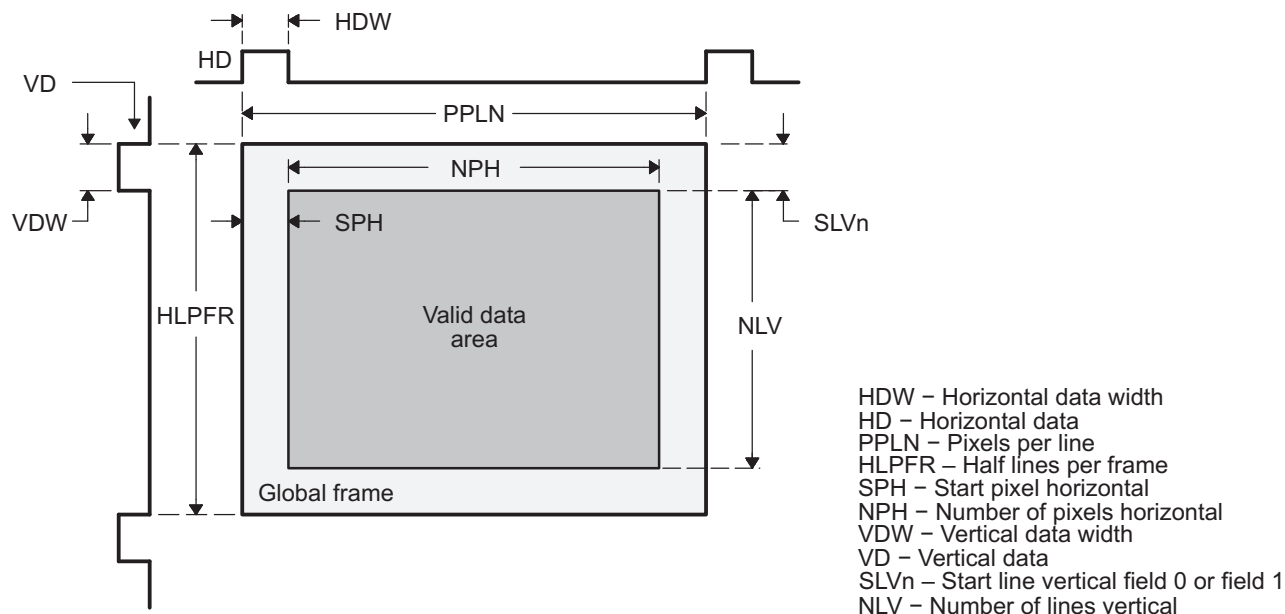 HDW
HD
VD
PPLN
NPH
VDW
SPH
SLVn
HLPFR
Valid data
area
NLV
Global frame
HDW − Horizontal data width
HD − Horizontal data
PPLN − Pixels per line
HLPFR – Half lines per frame
SPH − Start pixel horizontal
NPH − Number of pixels horizontal
VDW − Vertical data width
VD − Vertical data
SLVn – Start line vertical field 0 or field 1
NLV − Number of lines vertical